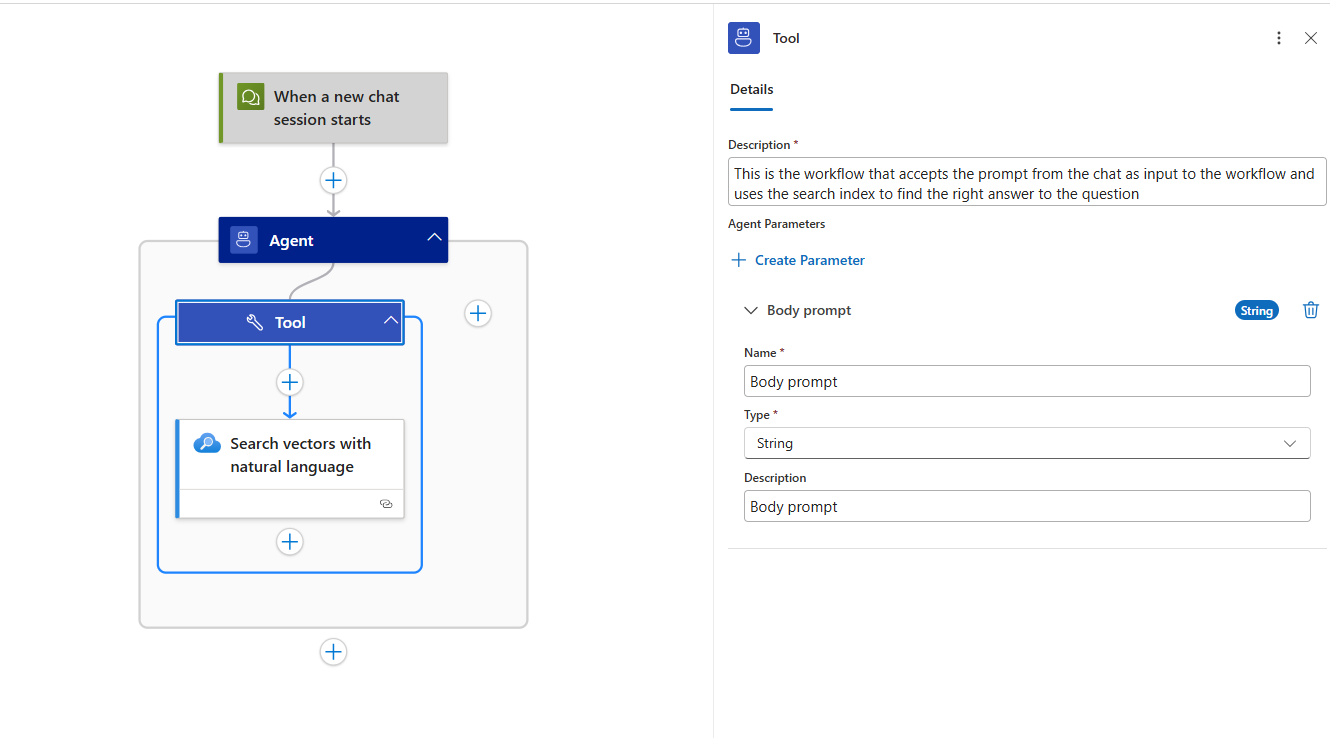 When a new chat
session starts
Agent
Tool
Search vectors with
natural language
Tool
Details
Description *
This is the workflow that accepts the prompt from the chat as input to the workflow and
uses the search index to find the right answer to the question
Agent Parameters
Create Parameter
Body prompt
String
Name *
Body prompt
Type *
String
Description
Body prompt